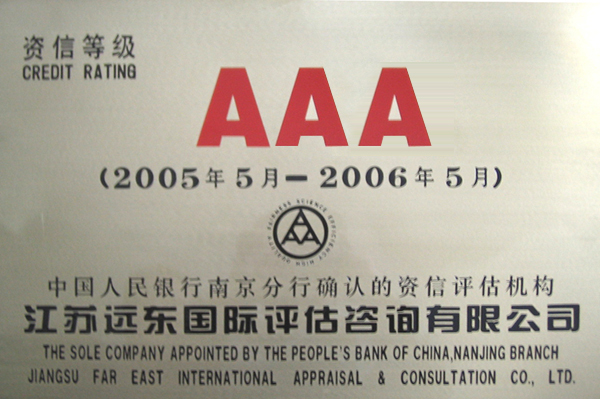 资信等级
CREDIT RATING
AAA
(2005年5月－2006年5月)
AAA
中国人民银行南京分行确认的资信评估机构
江苏远东国际评估咨询有限公司
THE SOLE COMPANY APPOINTED BY THE PEOPLE'S BANK OF CHINA,NANJING BRANCH
JIANGSU FAR EAST INTERNATIONAL APPRAISAL & CONSULTATION CO., LTD.